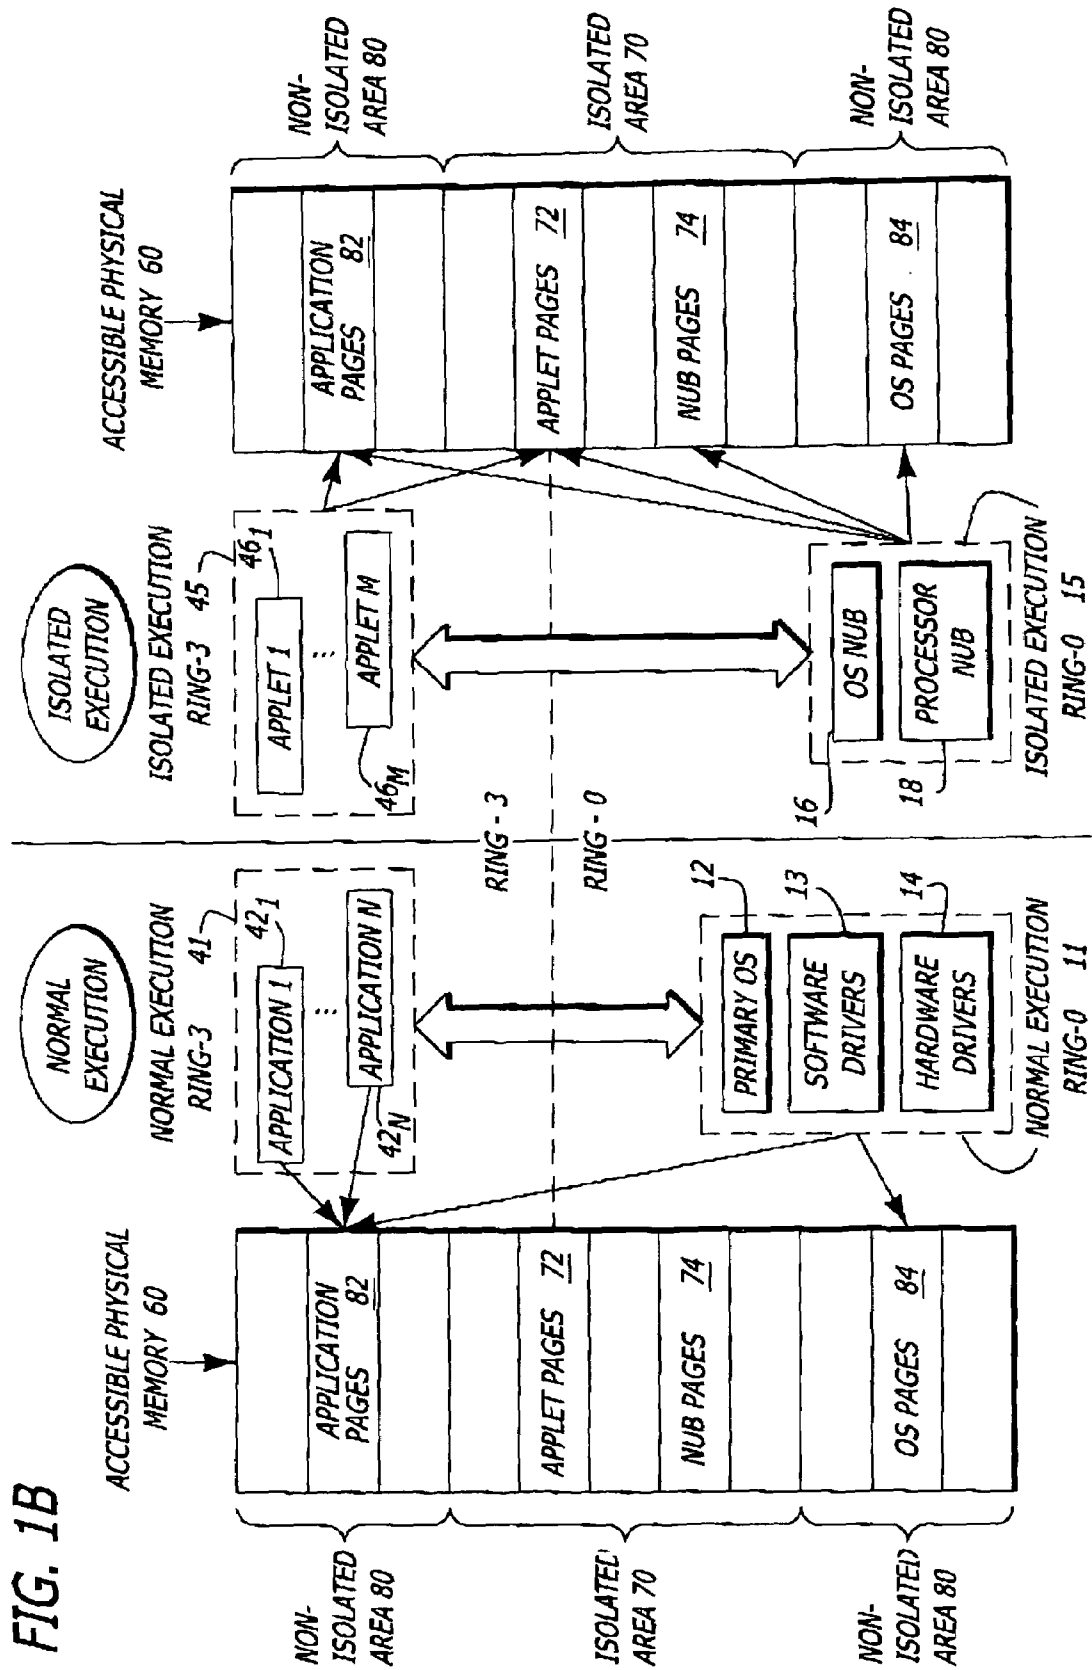 FIG. 1B
NORMAL
EXECUTION
ISOLATED
EXECUTION
ACCESSIBLE PHYSICAL
MEMORY 60
NORMAL EXECUTION
RING-3 41
ISOLATED EXECUTION
RING-3 45
ACCESSIBLE PHYSICAL
MEMORY 60
NON-
ISOLATED
AREA 80
ISOLATED
AREA 70
NON-
ISOLATED
AREA 80
APPLICATION
PAGES 82
APPLET PAGES 72
NUB PAGES 74
OS PAGES 84
APPLICATION 1
42 1
...
APPLICATION N
42 N
RING - 3
RING - 0
PRIMARY OS
12
SOFTWARE
DRIVERS
13
HARDWARE
DRIVERS
14
NORMAL EXECUTION
RING-0 11
APPLET 1
46 1
...
APPLET M
46 M
OS NUB
16
PROCESSOR
NUB
18
ISOLATED EXECUTION
RING-0 15
APPLICATION
PAGES 82
APPLET PAGES 72
NUB PAGES 74
OS PAGES 84
NON-
ISOLATED
AREA 80
ISOLATED
AREA 70
NON-
ISOLATED
AREA 80